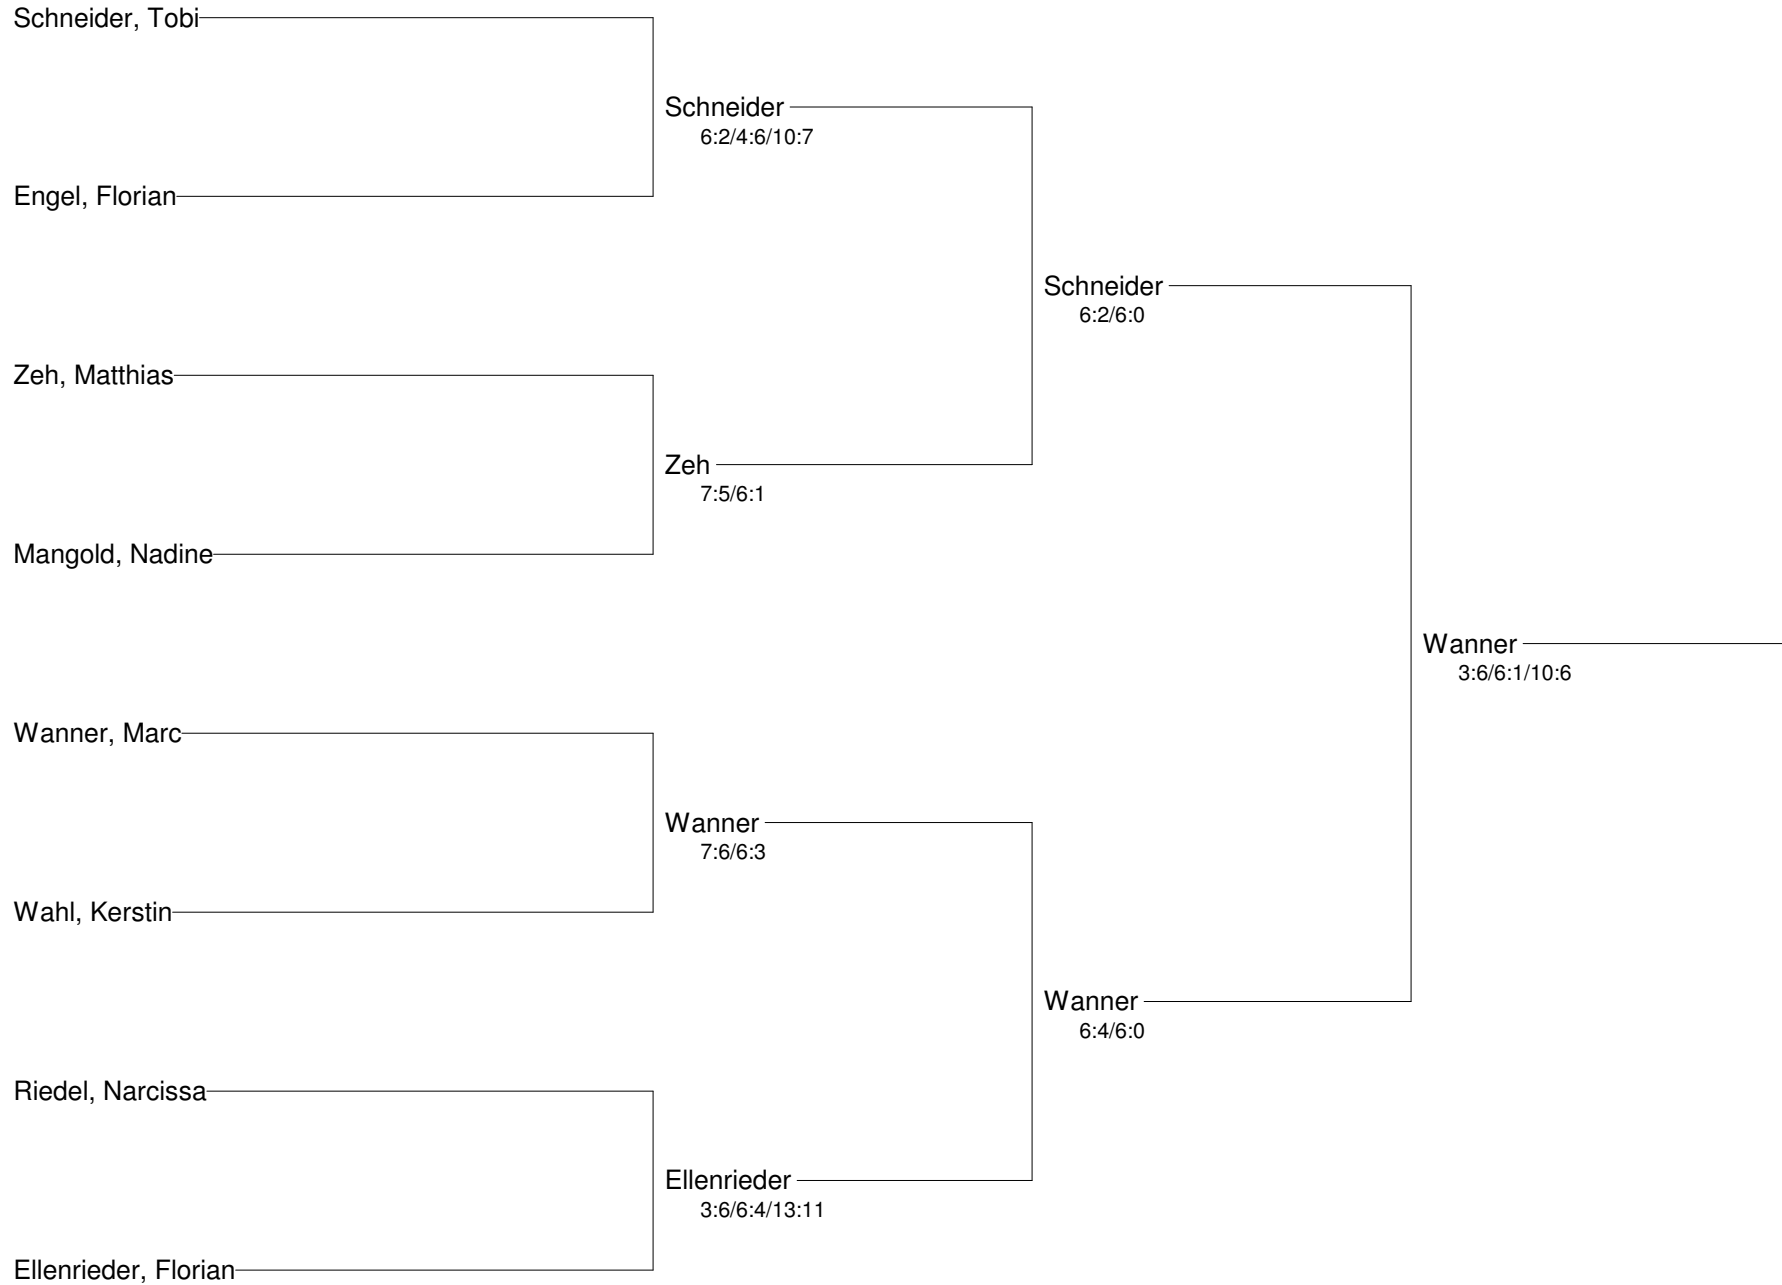 Schneider, Tobi
Schneider
6:2/4:6/10:7
Engel, Florian
Schneider
6:2/6:0
Zeh, Matthias
Zeh
7:5/6:1
Mangold, Nadine
Wanner
3:6/6:1/10:6
Wanner, Marc
Wanner
7:6/6:3
Wahl, Kerstin
Wanner
6:4/6:0
Riedel, Narcissa
Ellenrieder
3:6/6:4/13:11
Ellenrieder, Florian